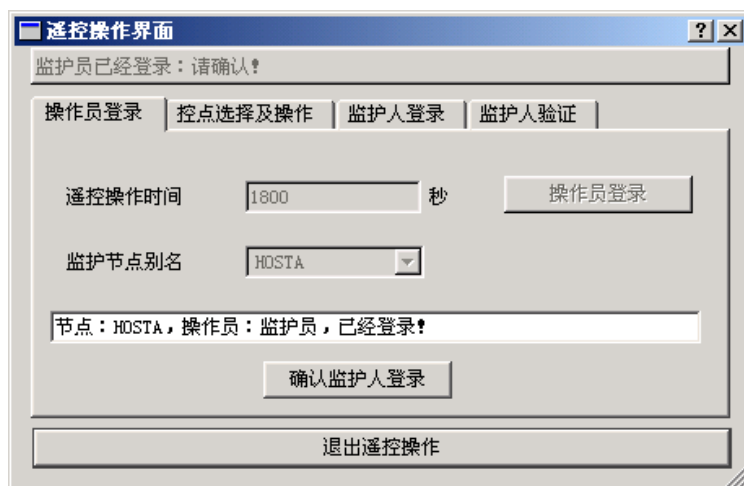 遥控操作界面
监护员已经登录：请确认!
操作员登录 控点选择及操作 监护人登录 监护人验证
遥控操作时间 1800 秒 操作员登录
监护节点别名 HOSTA
节点：HOSTA，操作员：监护员，已经登录!
确认监护人登录
退出遥控操作